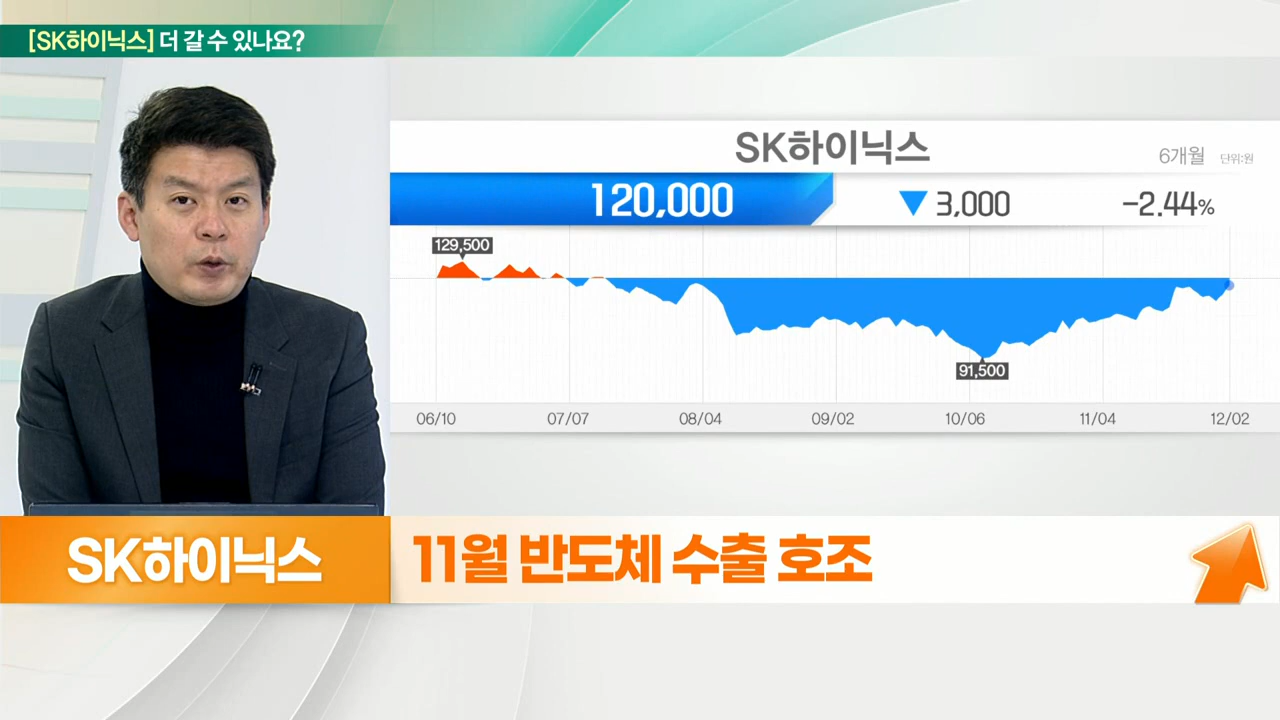 [SK하이닉스] 더 갈 수 있나요?
SK하이닉스
6개월 단위:원
120,000 ▼ 3,000 -2.44%
129,500
91,500
06/10 07/07 08/04 09/02 10/06 11/04 12/02
SK하이닉스 11월 반도체 수출 호조